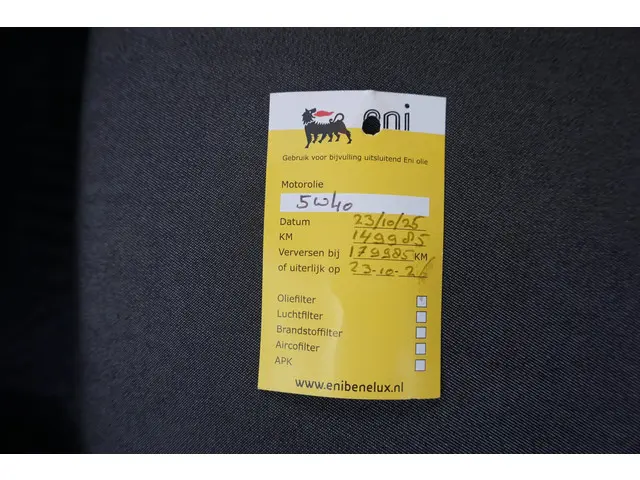 eni
Gebruik voor bijvulling uitsluitend Eni olie
Motorolie
5W40
Datum 23/10/25
KM 149985
Verversen bij 179985 KM
of uiterlijk op 23-10-26
Oliefilter
Luchtfilter
Brandstoffilter
Aircofilter
APK
www.enibenelux.nl